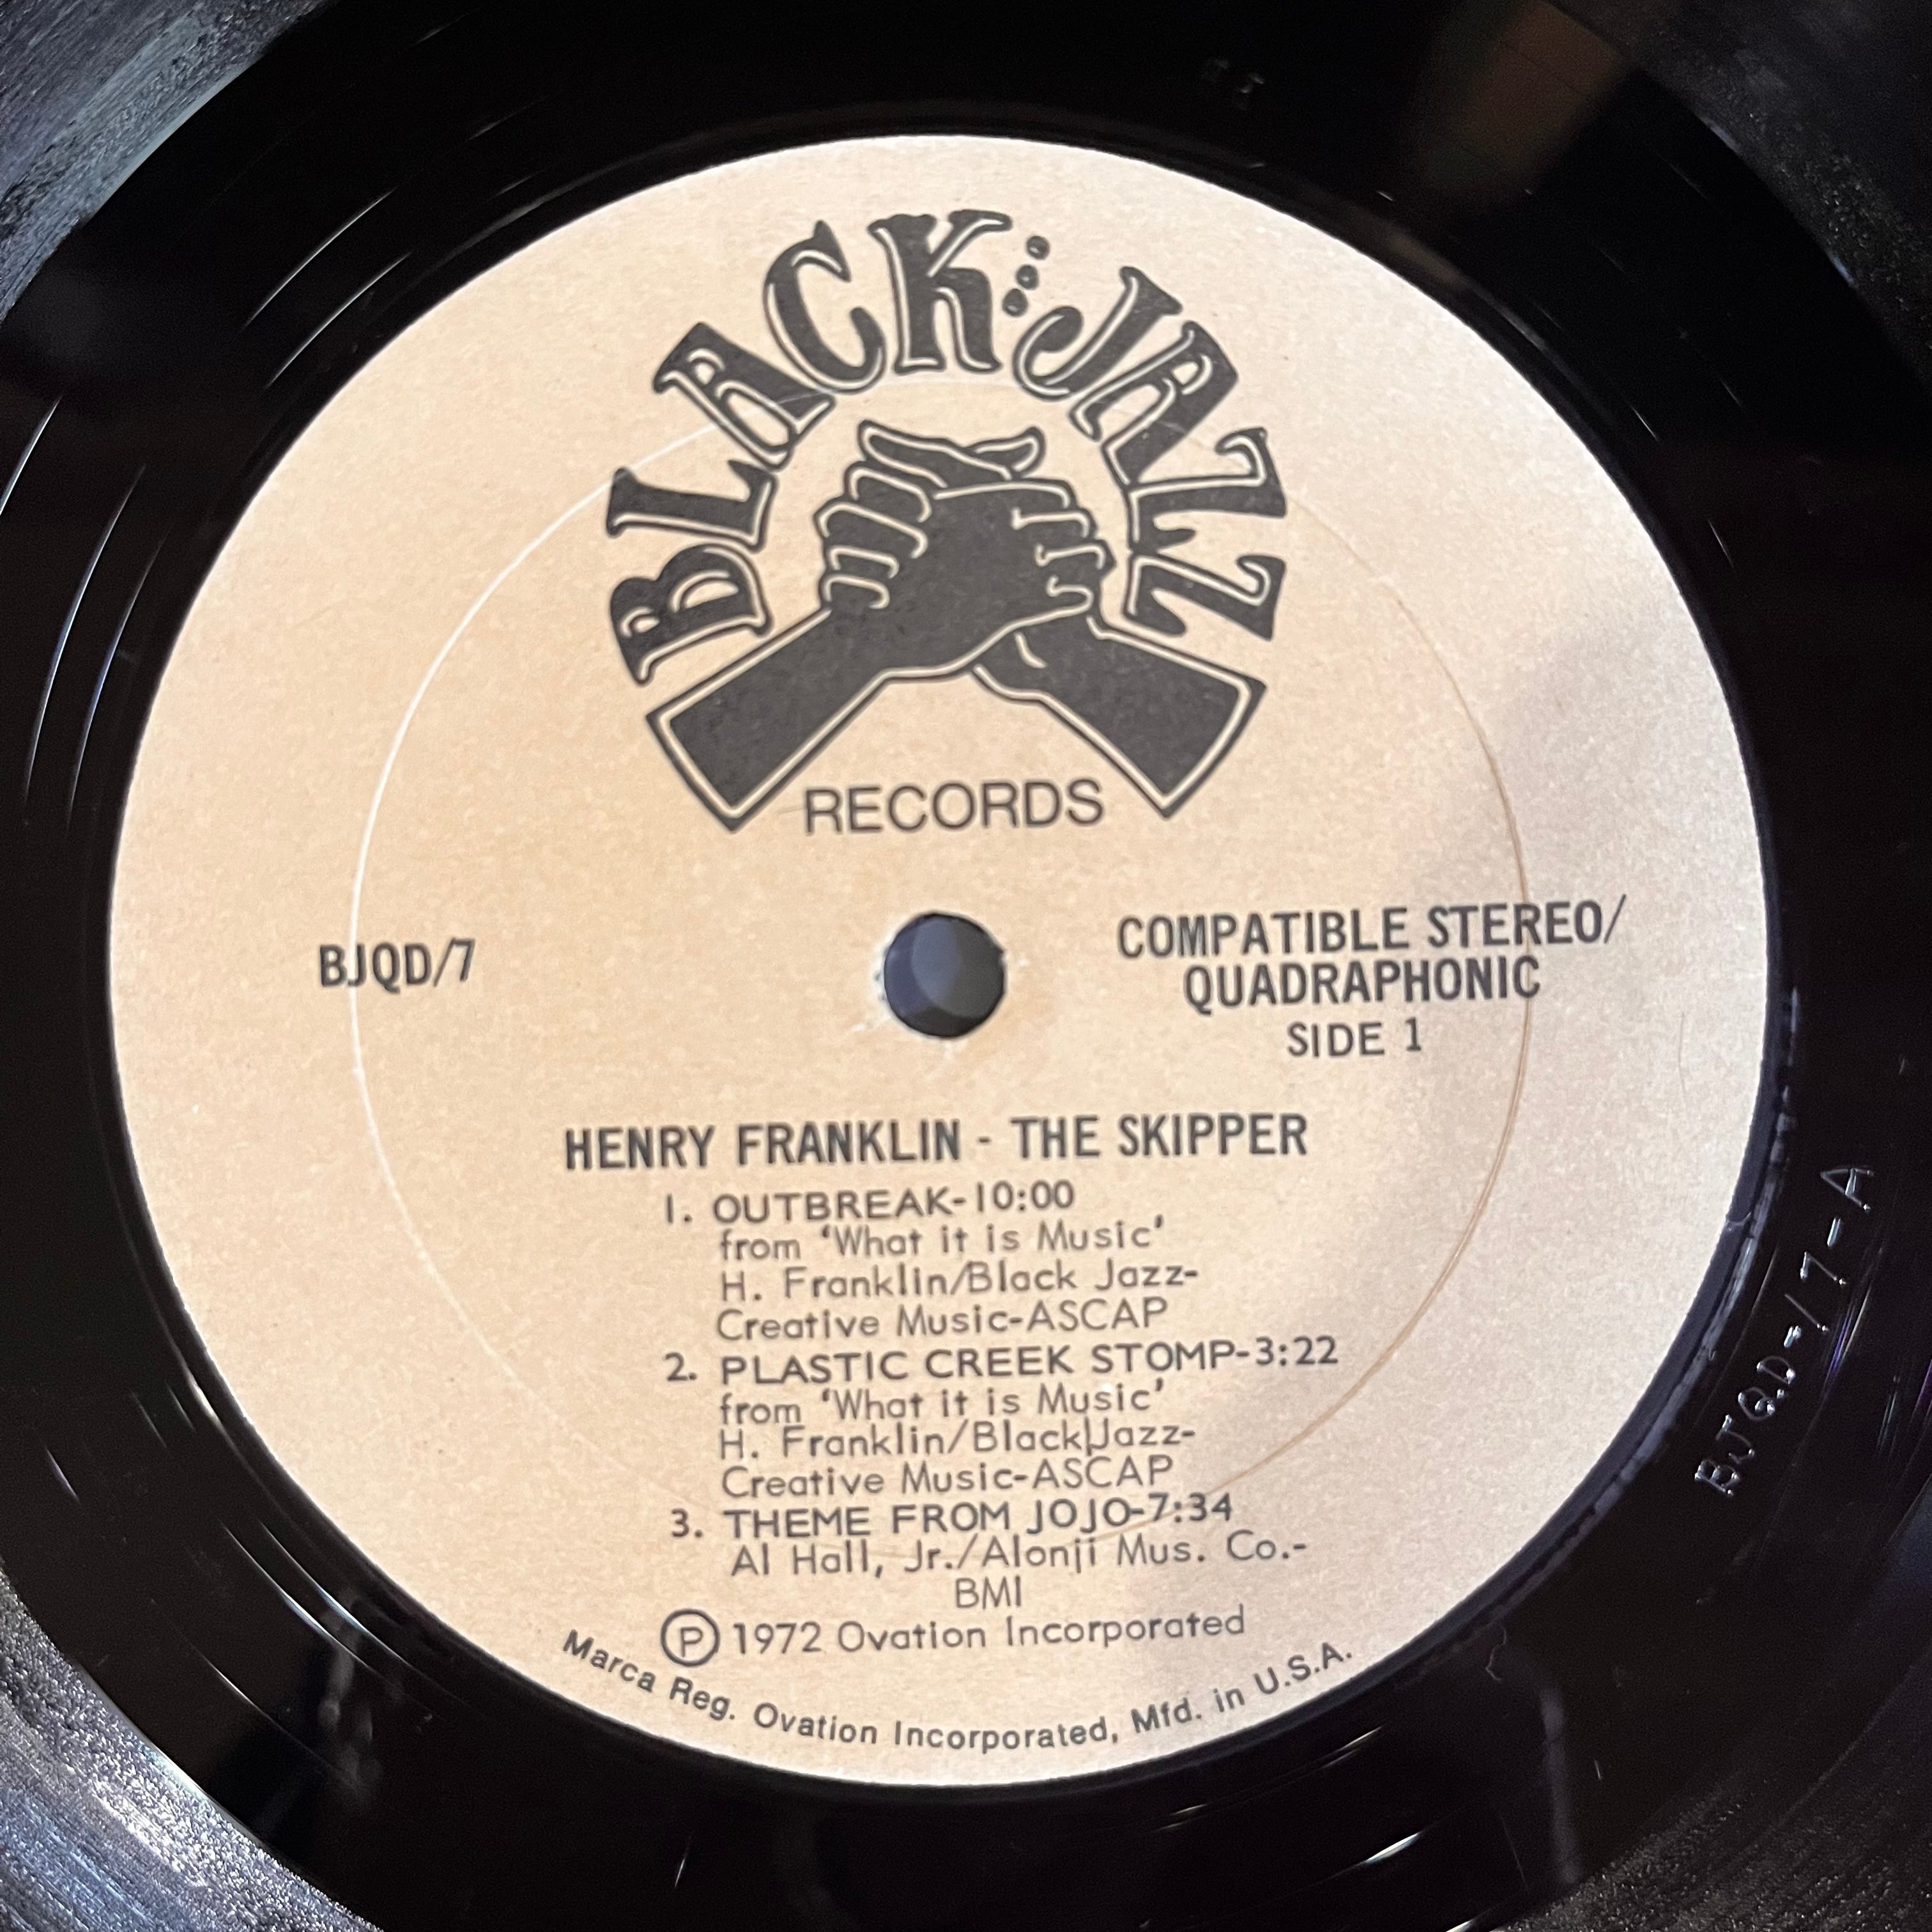 BLACK JAZZ
RECORDS
BJQD/7
COMPATIBLE STEREO/
QUADRAPHONIC
SIDE 1
HENRY FRANKLIN - THE SKIPPER
1. OUTBREAK-10:00
from 'What it is Music'
H. Franklin/Black Jazz-
Creative Music-ASCAP
2. PLASTIC CREEK STOMP-3:22
from 'What it is Music'
H. Franklin/Black Jazz-
Creative Music-ASCAP
3. THEME FROM JOJO-7:34
Al Hall, Jr./Alonji Mus. Co.-
BMI
Ⓟ 1972 Ovation Incorporated
Marca Reg. Ovation Incorporated, Mfd. in U.S.A.
BJQD-/7-A